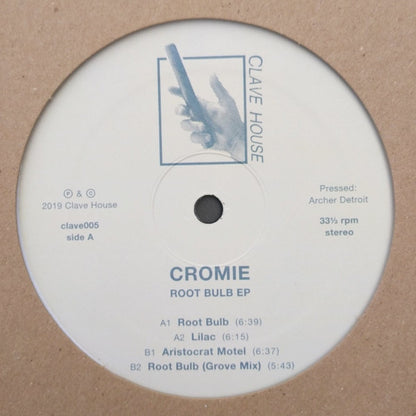 CLAVE HOUSE
℗ & ©
2019 Clave House
clave005
side A
Pressed:
Archer Detroit
33⅓ rpm
stereo
CROMIE
ROOT BULB EP
A1 Root Bulb (6:39)
A2 Lilac (6:15)
B1 Aristocrat Motel (6:37)
B2 Root Bulb (Grove Mix) (5:43)